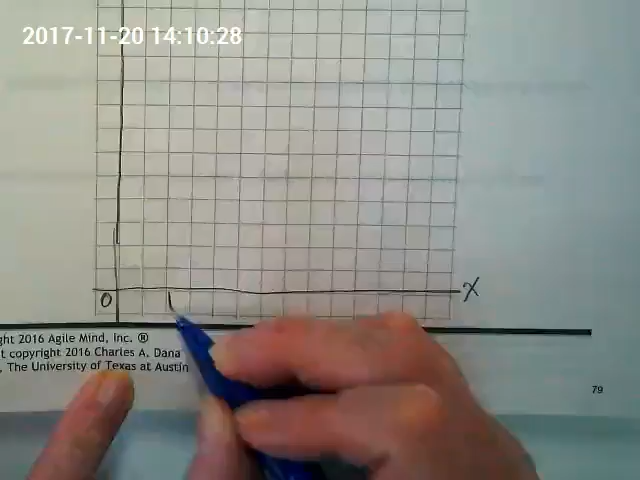 2017-11-20 14:10:28
0
X
ght 2016 Agile Mind, Inc. ®
t copyright 2016 Charles A. Dana
, The University of Texas at Austin
79